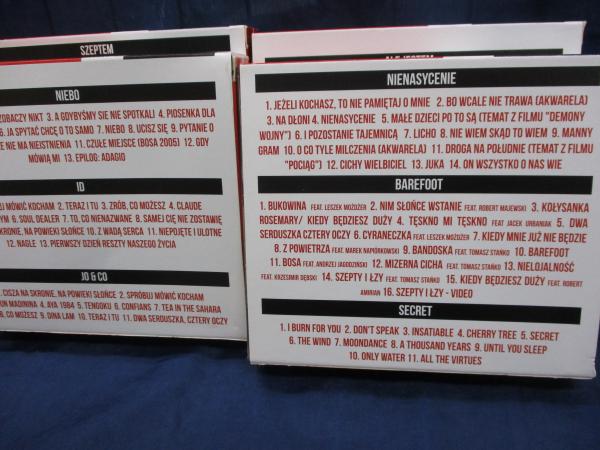 SZEPTEM
NIEBO
ZOBACZY NIKT 3. A GDYBYŚMY SIE NIE SPOTKALI 4. PIOSENKA DLA
6. JA SPYTAĆ CHCĘ O TO SAMO 7. NIEBO 8. UCISZ SIĘ 9. PYTANIE O
ŻE NIE MA NIEISTNIENIA 11. CZUŁE MIEJSCE (BOSA 2005) 12. GDY
MÓWIĄ MI 13. EPILOG: ADAGIO
ID
MÓWIĆ KOCHAM 2. TERAZ I TU 3. ZRÓB, CO MOŻESZ 4. CLAUDE
6. SOUL DEALER 7. TO, CO NIENAZWANE 8. SAMEJ CIĘ NIE ZOSTAWIĘ
SKRONIE, NA POWIEKI SŁOŃCE 10. Z WADĄ SERCA 11. NIEPOJĘTE I ULOTNE
12. NAGLE 13. PIERWSZY DZIEŃ RESZTY NASZEGO ŻYCIA
JO & CO
1. CISZA NA SKRONIE, NA POWIEKI SŁOŃCE 2. SPRÓBUJ MÓWIĆ KOCHAM
MADININA 4. AYA 1984 5. TENGOKU 6. CONFIANS 7. TEA IN THE SAHARA
8. CO MOŻESZ 9. DINA LAM 10. TERAZ I TU 11. DWA SERDUSZKA, CZTERY OCZY
ALE JESTEM
NIENASYCENIE
1. JEŻELI KOCHASZ, TO NIE PAMIĘTAJ O MNIE 2. BO WCALE NIE TRAWA (AKWARELA)
3. NA DŁONI 4. NIENASYCENIE 5. MAŁE DZIECI PO TO SĄ (TEMAT Z FILMU "DEMONY
WOJNY") 6. I POZOSTANIE TAJEMNICĄ 7. LICHO 8. NIE WIEM SKĄD TO WIEM 9. MANNY
GRAM 10. O CO TYLE MILCZENIA (AKWARELA) 11. DROGA NA POŁUDNIE (TEMAT Z FILMU
"POCIĄG") 12. CICHY WIELBICIEL 13. JUKA 14. ON WSZYSTKO O NAS WIE
BAREFOOT
1. BUKOWINA FEAT. LESZEK MOŻDŻER 2. NIM SŁOŃCE WSTANIE FEAT. ROBERT MAJEWSKI 3. KOŁYSANKA
ROSEMARY/ KIEDY BĘDZIESZ DUŻY 4. TĘSKNO MI TĘSKNO FEAT JACEK URBANIAK 5. DWA
SERDUSZKA CZTERY OCZY 6. CYRANECZKA FEAT. LESZEK MOŻDŻER 7. KIEDY MNIE JUŻ NIE BĘDZIE
8. Z POWIETRZA FEAT. MAREK NAPIÓRKOWSKI 9. BANDOSKA FEAT. TOMASZ STAŃKO 10. BAREFOOT
11. BOSA FEAT. ANDRZEJ JAGODZIŃSKI 12. MIZERNA CICHA FEAT. TOMASZ STAŃKO 13. NIELOJALNOŚĆ
FEAT. KRZESIMIR DĘBSKI 14. SZEPTY I ŁZY FEAT. TOMASZ STAŃKO 15. KIEDY BĘDZIESZ DUŻY FEAT. ROBERT
AMIRIAN 16. SZEPTY I ŁZY - VIDEO
SECRET
1. I BURN FOR YOU 2. DON'T SPEAK 3. INSATIABLE 4. CHERRY TREE 5. SECRET
6. THE WIND 7. MOONDANCE 8. A THOUSAND YEARS 9. UNTIL YOU SLEEP
10. ONLY WATER 11. ALL THE VIRTUES